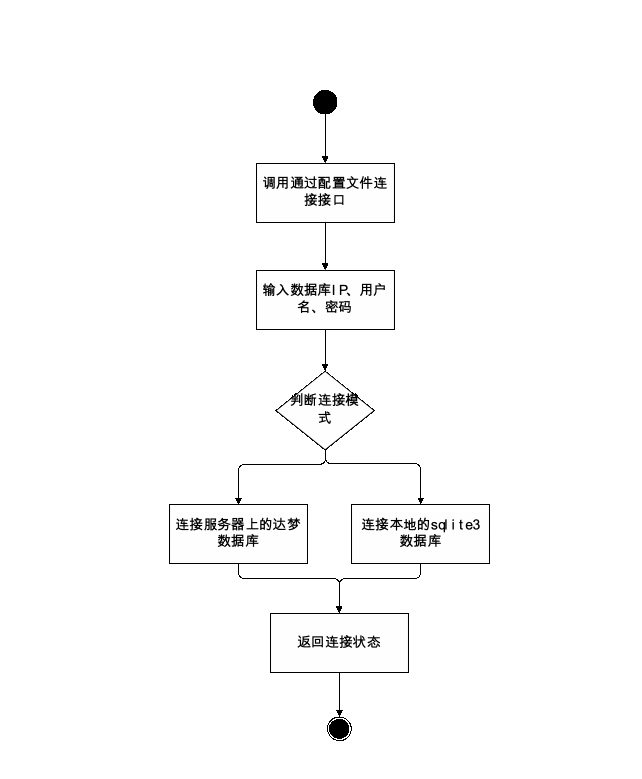 调用通过配置文件连
接接口
输入数据库IP、用户
名、密码
判断连接模
式
连接服务器上的达梦
数据库
连接本地的sqlite3
数据库
返回连接状态